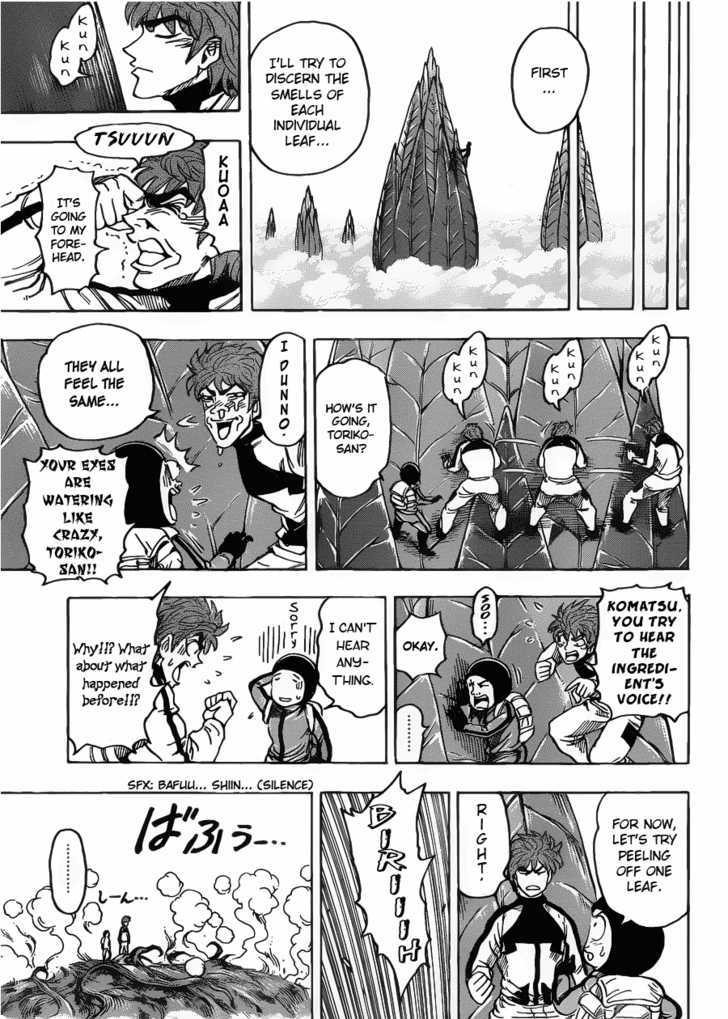 FIRST
...
I'LL TRY TO
DISCERN THE
SMELLS OF
EACH
INDIVIDUAL
LEAF...
KUN
KUN
TSUUUN
KUOAA
IT'S
GOING
TO MY
FORE-
HEAD.
KUN
KUN
KUN
KUN
KUN
KUN
HOW'S IT
GOING,
TORIKO-
SAN?
I DUNNO.
THEY ALL
FEEL THE
SAME...
YOUR EYES
ARE
WATERING
LIKE
CRAZY,
TORIKO-
SAN!!
KOMATSU,
YOU TRY
TO HEAR
THE
INGREDI-
ENT'S
VOICE!!
SOO...
OKAY.
........
I CAN'T
HEAR
ANY-
THING.
Sorry
Why!!? What
about what
happened
before!!?
FOR NOW,
LET'S TRY
PEELING
OFF ONE
LEAF.
RIGHT.
BIRIIIH
SFX: BAFUU... SHIIN... (SILENCE)
ばふぅー…
しーん…
........